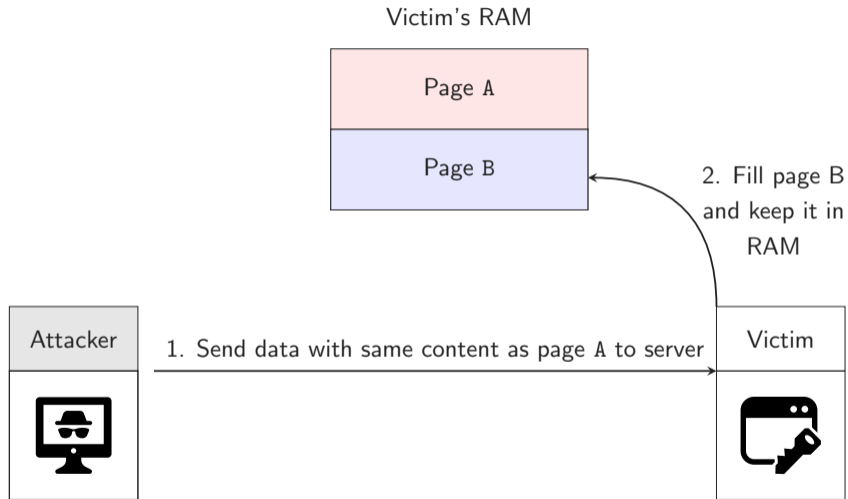 Victim's RAM
Page A
Page B
2. Fill page B
and keep it in
RAM
Attacker
1. Send data with same content as page A to server
Victim